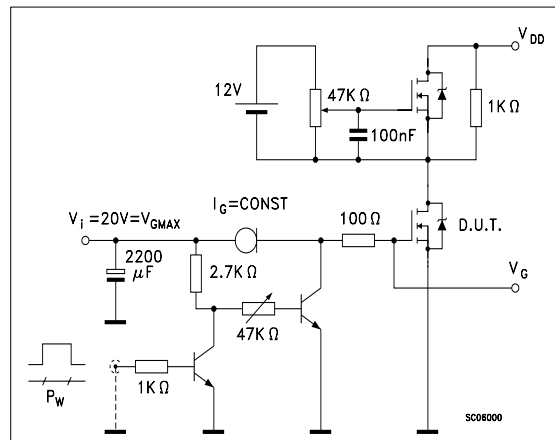 V_DD
12V
47K Ω
1K Ω
100nF
I_G=CONST
V_i =20V=V_GMAX
100Ω
D.U.T.
2200
μF
2.7K Ω
V_G
47K Ω
1K Ω
P_W
SC06000